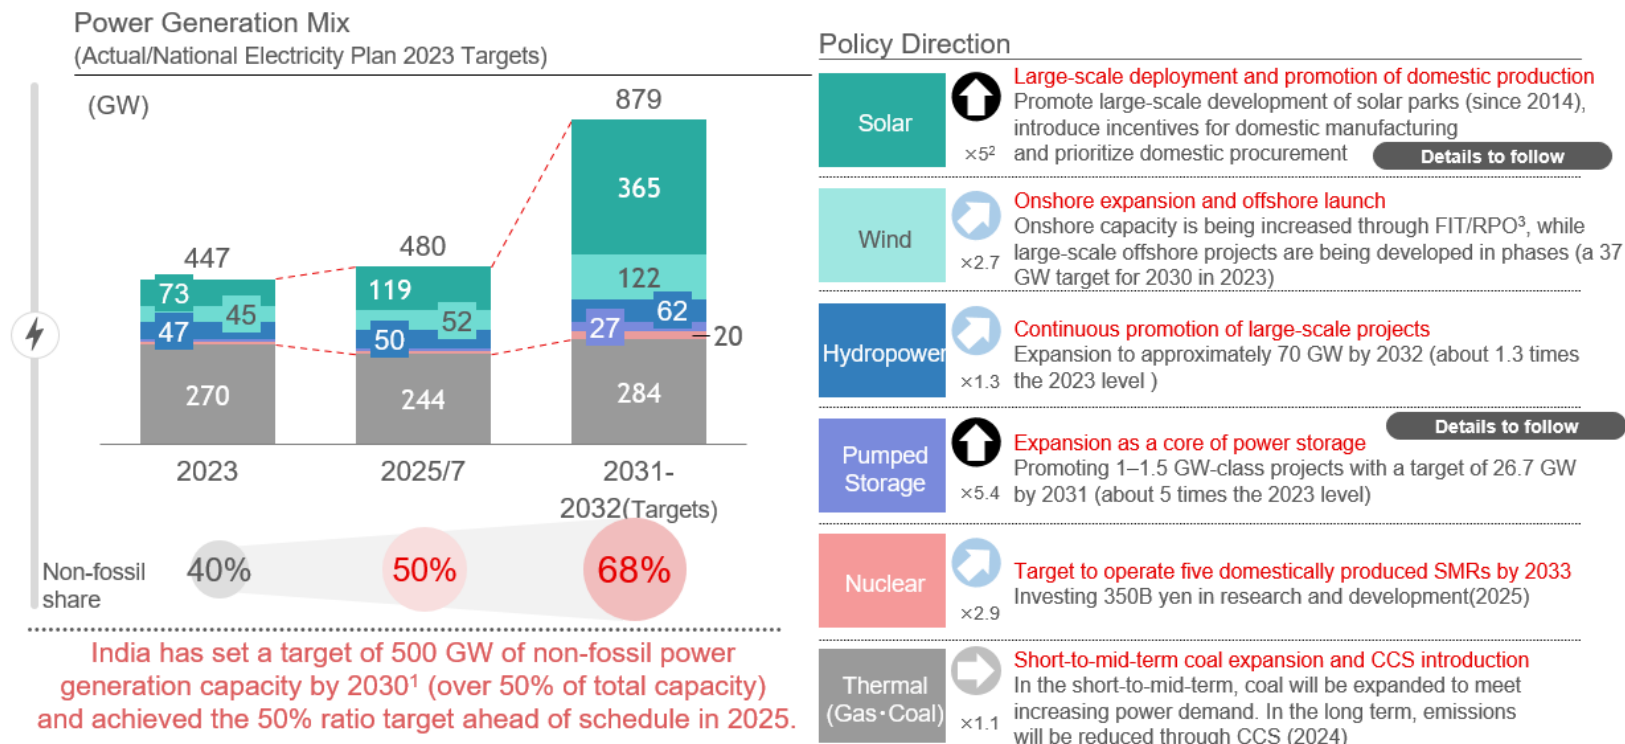 Power Generation Mix
(Actual/National Electricity Plan 2023 Targets)
(GW)
447
73
45
47
270
2023
480
119
52
50
244
2025/7
879
365
122
62
27
20
284
2031-
2032(Targets)
Non-fossil
share
40%
50%
68%
India has set a target of 500 GW of non-fossil power
generation capacity by 2030¹ (over 50% of total capacity)
and achieved the 50% ratio target ahead of schedule in 2025.
Policy Direction
Solar
×5²
Large-scale deployment and promotion of domestic production
Promote large-scale development of solar parks (since 2014),
introduce incentives for domestic manufacturing
and prioritize domestic procurement
Details to follow
Wind
×2.7
Onshore expansion and offshore launch
Onshore capacity is being increased through FIT/RPO³, while
large-scale offshore projects are being developed in phases (a 37
GW target for 2030 in 2023)
Hydropower
×1.3
Continuous promotion of large-scale projects
Expansion to approximately 70 GW by 2032 (about 1.3 times
the 2023 level )
Details to follow
Pumped
Storage
×5.4
Expansion as a core of power storage
Promoting 1–1.5 GW-class projects with a target of 26.7 GW
by 2031 (about 5 times the 2023 level)
Nuclear
×2.9
Target to operate five domestically produced SMRs by 2033
Investing 350B yen in research and development(2025)
Thermal
(Gas･Coal)
×1.1
Short-to-mid-term coal expansion and CCS introduction
In the short-to-mid-term, coal will be expanded to meet
increasing power demand. In the long term, emissions
will be reduced through CCS (2024)